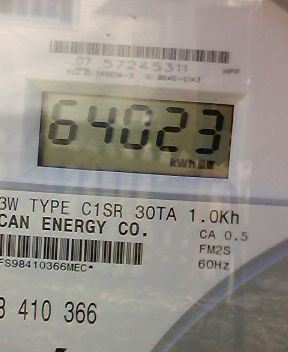 07 57245311
64023
kWh
3W TYPE C1SR 30TA 1.0Kh
CAN ENERGY CO.
CA 0.5
FM2S
60Hz
FS98410366MEC*
8 410 366